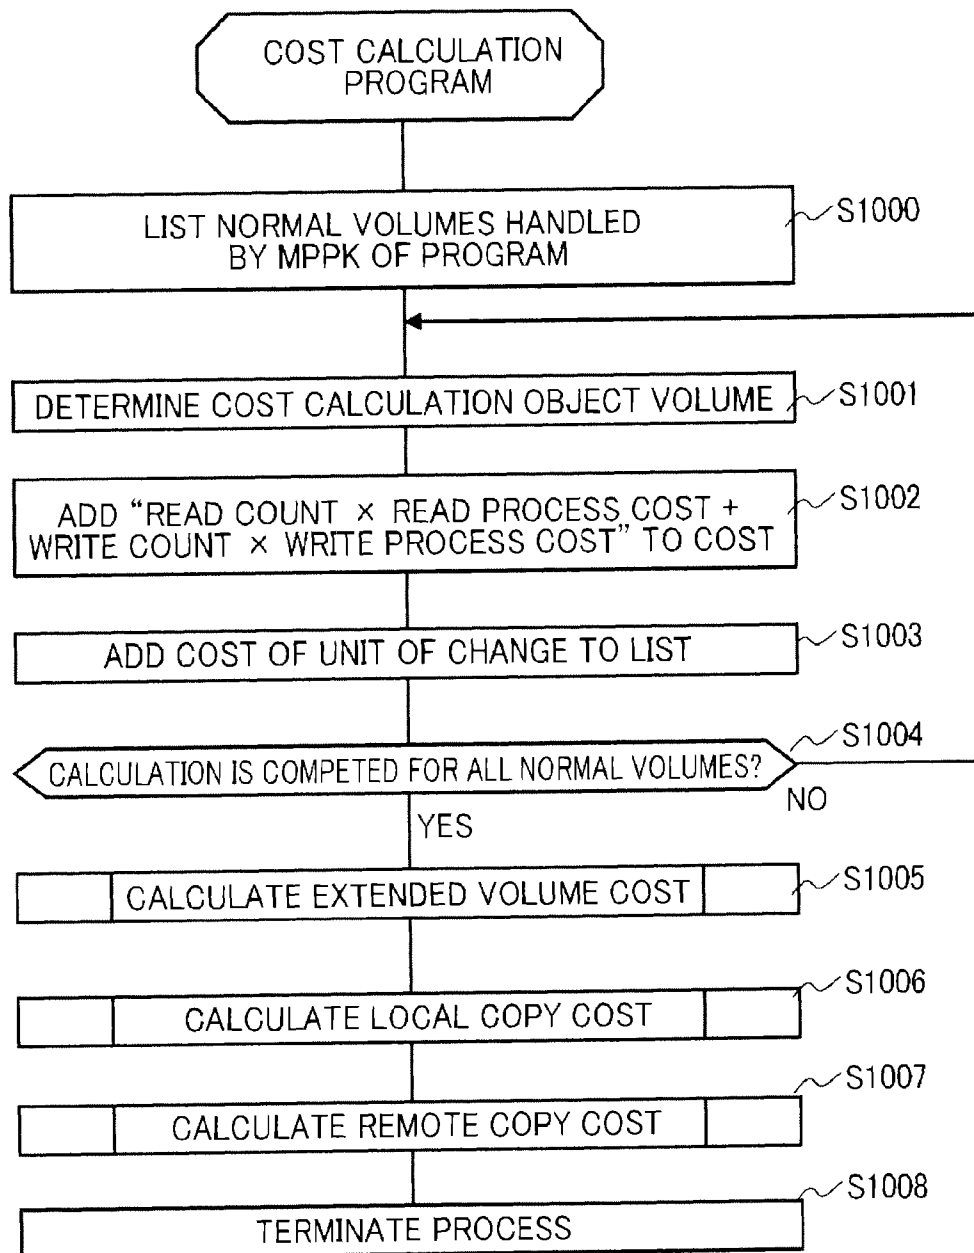 COST CALCULATION
PROGRAM
LIST NORMAL VOLUMES HANDLED
BY MPPK OF PROGRAM
S1000
DETERMINE COST CALCULATION OBJECT VOLUME
S1001
ADD “READ COUNT × READ PROCESS COST +
WRITE COUNT × WRITE PROCESS COST” TO COST
S1002
ADD COST OF UNIT OF CHANGE TO LIST
S1003
CALCULATION IS COMPETED FOR ALL NORMAL VOLUMES?
S1004
NO
YES
CALCULATE EXTENDED VOLUME COST
S1005
CALCULATE LOCAL COPY COST
S1006
CALCULATE REMOTE COPY COST
S1007
TERMINATE PROCESS
S1008